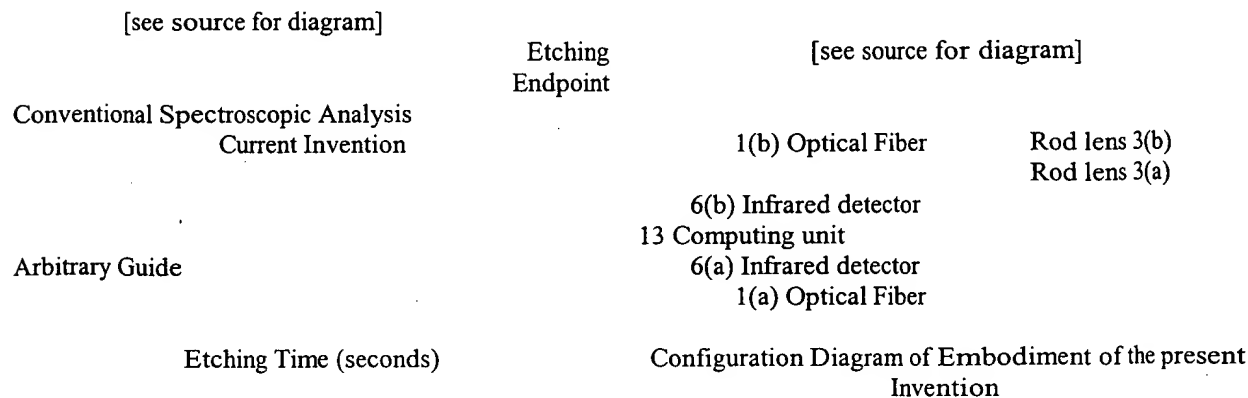 [see source for diagram]
Etching
Endpoint
Conventional Spectroscopic Analysis
Current Invention
Arbitrary Guide
Etching Time (seconds)
[see source for diagram]
1(b) Optical Fiber
Rod lens 3(b)
Rod lens 3(a)
6(b) Infrared detector
13 Computing unit
6(a) Infrared detector
1(a) Optical Fiber
Configuration Diagram of Embodiment of the present
Invention